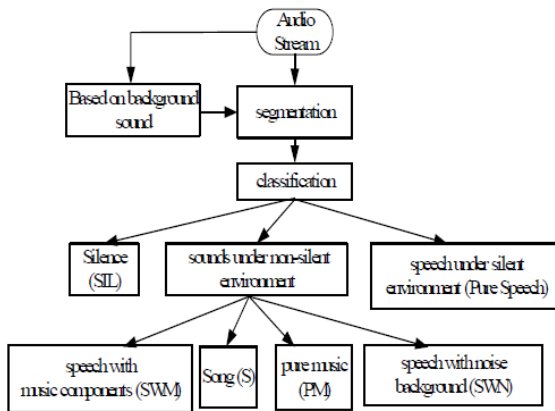 Audio
Stream
Based on background
sound
segmentation
classification
Silence
(SIL)
sounds under non-silent
environment
speech under silent
environment (Pure Speech)
speech with
music components (SWM)
Song (S)
pure music
(PM)
speech with noise
background (SWN)